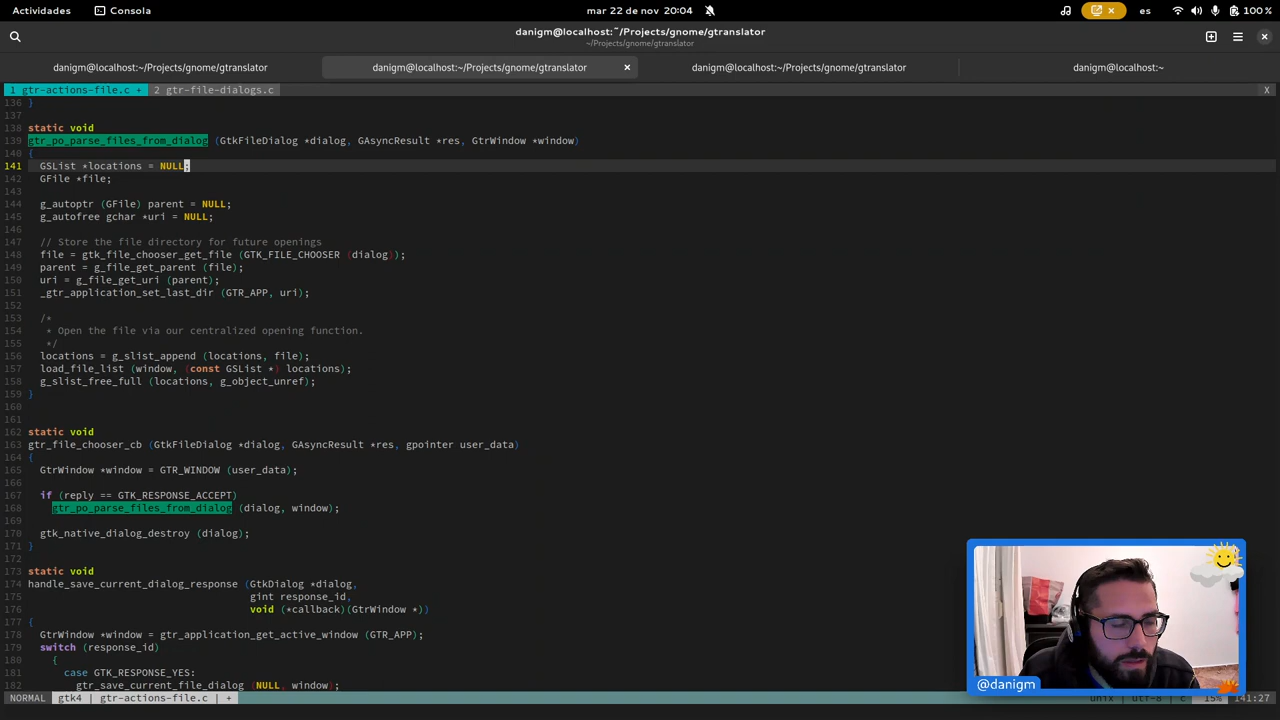 Actividades
Consola
mar 22 de nov 20:04
es
100 %
danigm@localhost:~/Projects/gnome/gtranslator
~/Projects/gnome/gtranslator
danigm@localhost:~/Projects/gnome/gtranslator
danigm@localhost:~/Projects/gnome/gtranslator
danigm@localhost:~/Projects/gnome/gtranslator
danigm@localhost:~
1 gtr-actions-file.c + 2 gtr-file-dialogs.c X
136 }
137
138 static void
139 gtr_po_parse_files_from_dialog (GtkFileDialog *dialog, GAsyncResult *res, GtrWindow *window)
140 {
141 GSList *locations = NULL;
142 GFile *file;
143
144 g_autoptr (GFile) parent = NULL;
145 g_autofree gchar *uri = NULL;
146
147 // Store the file directory for future openings
148 file = gtk_file_chooser_get_file (GTK_FILE_CHOOSER (dialog));
149 parent = g_file_get_parent (file);
150 uri = g_file_get_uri (parent);
151 _gtr_application_set_last_dir (GTR_APP, uri);
152
153 /*
154 * Open the file via our centralized opening function.
155 */
156 locations = g_slist_append (locations, file);
157 load_file_list (window, (const GSList *) locations);
158 g_slist_free_full (locations, g_object_unref);
159 }
160
161
162 static void
163 gtr_file_chooser_cb (GtkFileDialog *dialog, GAsyncResult *res, gpointer user_data)
164 {
165 GtrWindow *window = GTR_WINDOW (user_data);
166
167 if (reply == GTK_RESPONSE_ACCEPT)
168 gtr_po_parse_files_from_dialog (dialog, window);
169
170 gtk_native_dialog_destroy (dialog);
171 }
172
173 static void
174 handle_save_current_dialog_response (GtkDialog *dialog,
175 gint response_id,
176 void (*callback)(GtrWindow *))
177 {
178 GtrWindow *window = gtr_application_get_active_window (GTR_APP);
179 switch (response_id)
180 {
181 case GTK_RESPONSE_YES:
182 gtr_save_current_file_dialog (NULL, window);
@danigm
NORMAL gtk4 | gtr-actions-file.c | + unix | utf-8 | c 15% 141:27